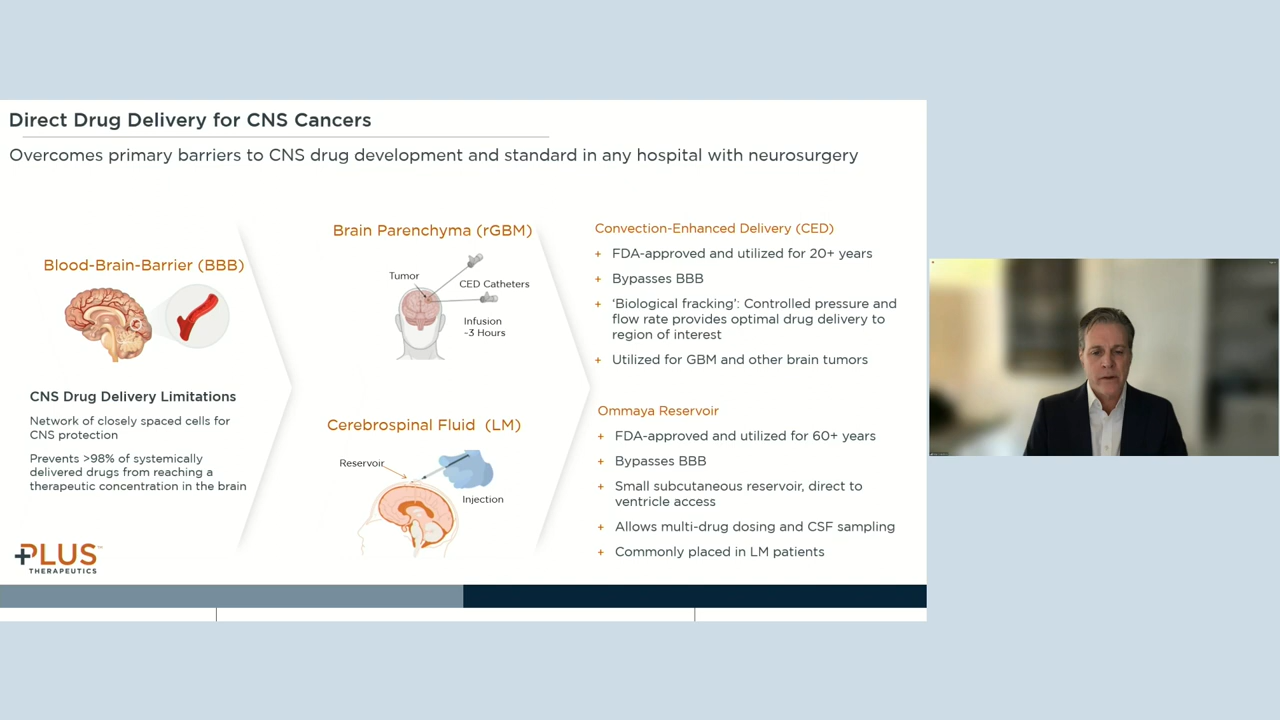 Direct Drug Delivery for CNS Cancers
Overcomes primary barriers to CNS drug development and standard in any hospital with neurosurgery
Blood-Brain-Barrier (BBB)
CNS Drug Delivery Limitations
Network of closely spaced cells for
CNS protection
Prevents >98% of systemically
delivered drugs from reaching a
therapeutic concentration in the brain
Brain Parenchyma (rGBM)
Tumor
CED Catheters
Infusion
~3 Hours
Cerebrospinal Fluid (LM)
Reservoir
Injection
Convection-Enhanced Delivery (CED)
+ FDA-approved and utilized for 20+ years
+ Bypasses BBB
+ ‘Biological fracking’: Controlled pressure and
flow rate provides optimal drug delivery to
region of interest
+ Utilized for GBM and other brain tumors
Ommaya Reservoir
+ FDA-approved and utilized for 60+ years
+ Bypasses BBB
+ Small subcutaneous reservoir, direct to
ventricle access
+ Allows multi-drug dosing and CSF sampling
+ Commonly placed in LM patients
+PLUS™
THERAPEUTICS